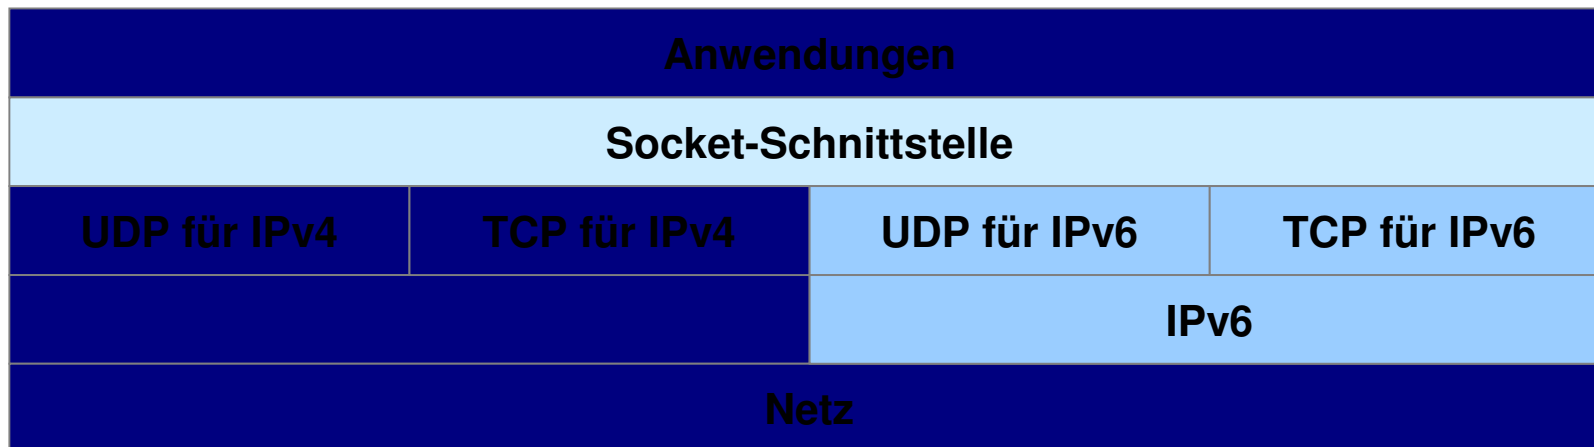 Anwendungen
Socket-Schnittstelle
UDP für IPv4
TCP für IPv4
UDP für IPv6
TCP für IPv6
IPv6
Netz